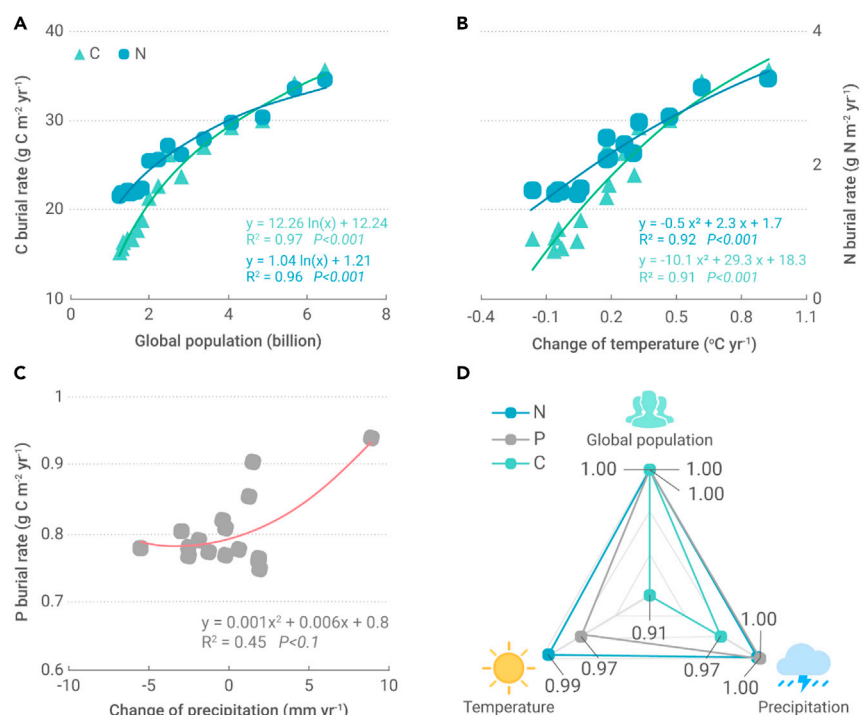 A
C burial rate (g C m⁻² yr⁻¹)
40
30
20
10
C
N
y = 12.26 ln(x) + 12.24
R² = 0.97 P<0.001
y = 1.04 ln(x) + 1.21
R² = 0.96 P<0.001
0
2
4
6
8
Global population (billion)
B
4
2
0
N burial rate (g N m⁻² yr⁻¹)
y = -0.5 x² + 2.3 x + 1.7
R² = 0.92 P<0.001
y = -10.1 x² + 29.3 x + 18.3
R² = 0.91 P<0.001
-0.4
-0.1
0.2
0.6
0.9
1.1
Change of temperature (ºC yr⁻¹)
C
P burial rate (g C m⁻² yr⁻¹)
1
0.9
0.8
0.7
0.6
y = 0.001x² + 0.006x + 0.8
R² = 0.45 P<0.1
-10
-5
0
5
10
Change of precipitation (mm yr⁻¹)
D
N
P
C
Global population
1.00
1.00
1.00
0.91
1.00
0.97
0.97
0.99
1.00
Temperature
Precipitation